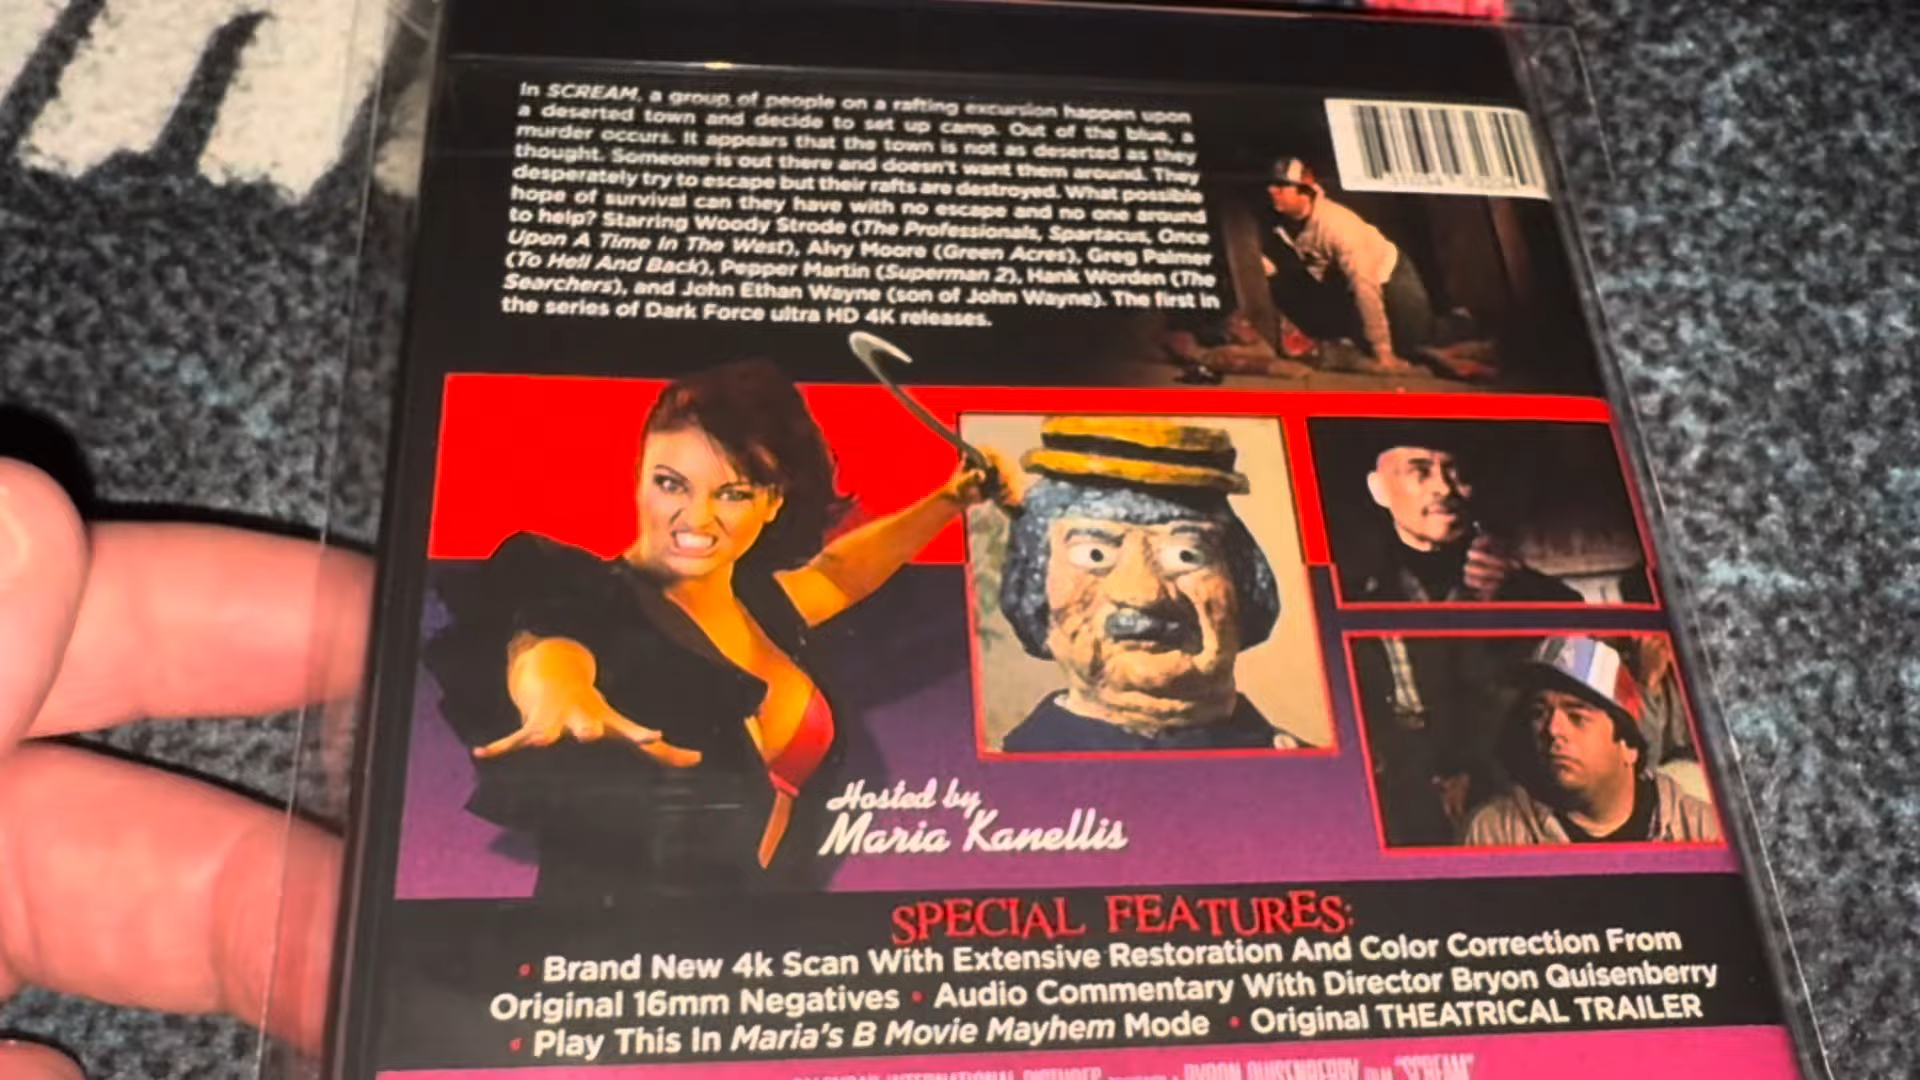 In SCREAM, a group of people on a rafting excursion happen upon
a deserted town and decide to set up camp. Out of the blue, a
murder occurs. It appears that the town is not as deserted as they
thought. Someone is out there and doesn't want them around. They
desperately try to escape but their rafts are destroyed. What possible
hope of survival can they have with no escape and no one around
to help? Starring Woody Strode (The Professionals, Spartacus, Once
Upon A Time In The West), Alvy Moore (Green Acres), Greg Palmer
(To Hell And Back), Pepper Martin (Superman 2), Hank Worden (The
Searchers), and John Ethan Wayne (son of John Wayne). The first in
the series of Dark Force ultra HD 4K releases.
Hosted by
Maria Kanellis
SPECIAL FEATURES:
• Brand New 4k Scan With Extensive Restoration And Color Correction From
Original 16mm Negatives • Audio Commentary With Director Bryon Quisenberry
• Play This In Maria's B Movie Mayhem Mode • Original THEATRICAL TRAILER
INTERNATIONAL PICTURES BYRON QUISENBERRY "SCREAM"